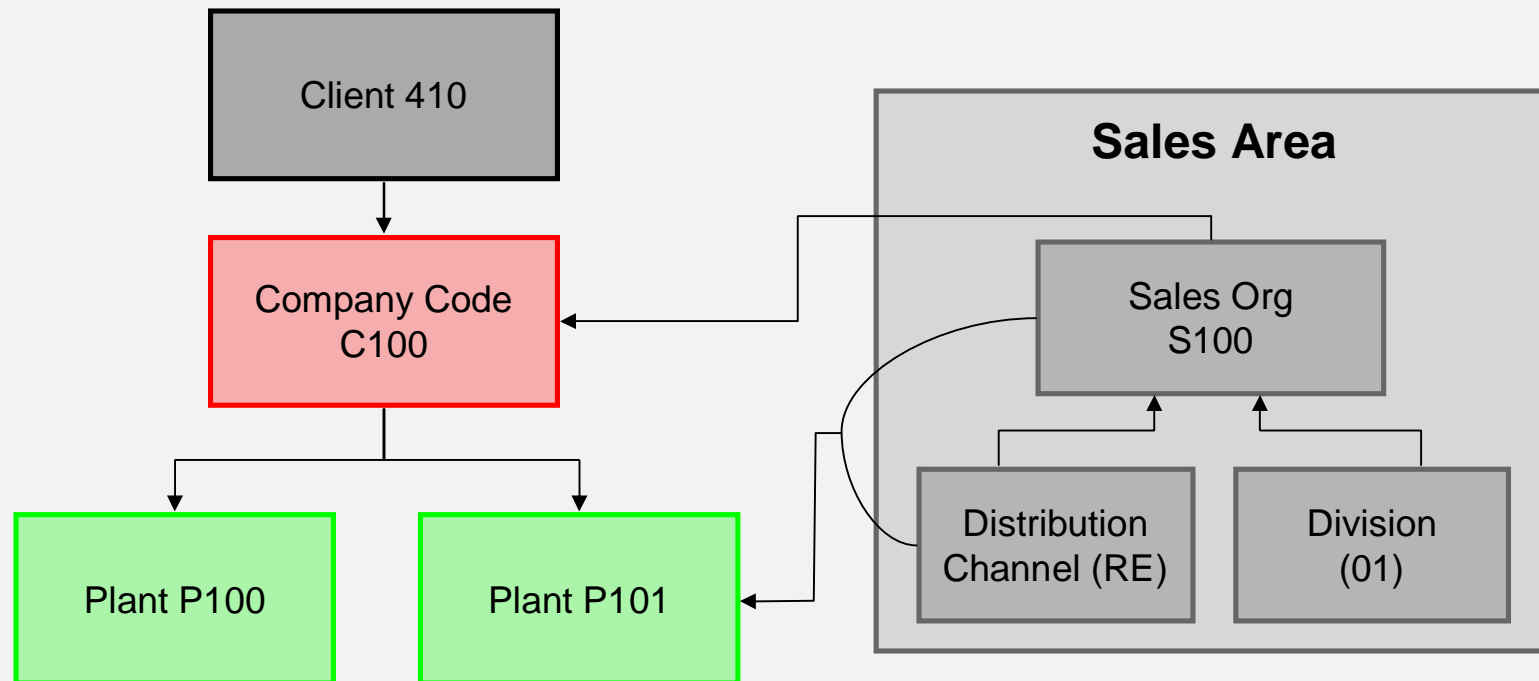 Client 410
Sales Area
Company Code
C100
Sales Org
S100
Distribution
Channel (RE)
Division
(01)
Plant P100
Plant P101